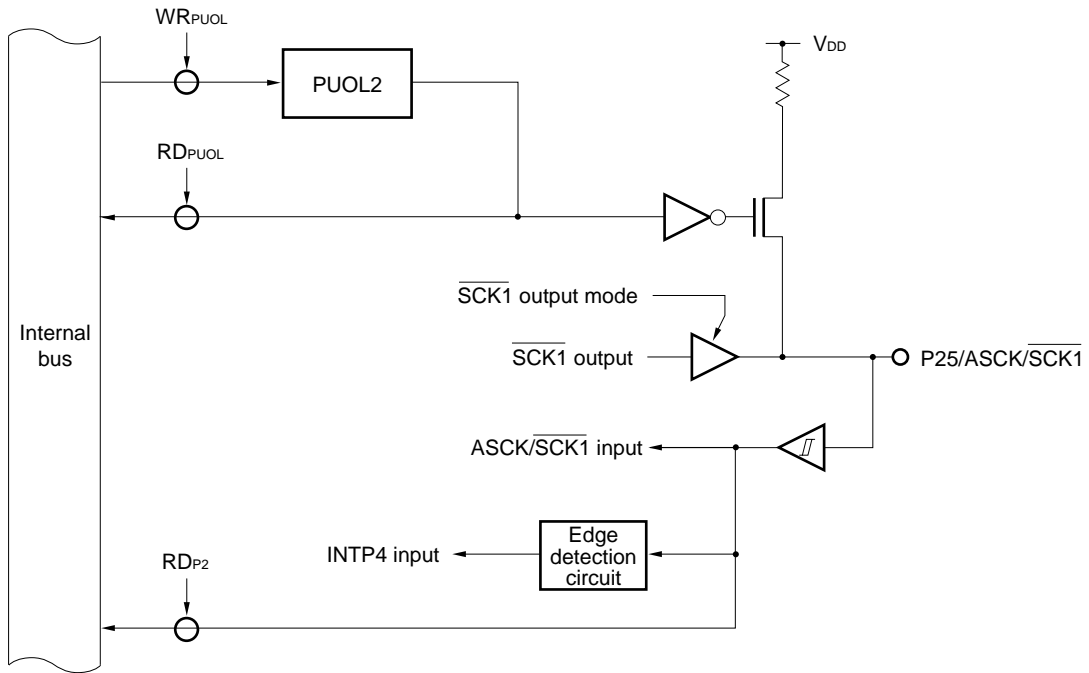 WRPUOL
VDD
PUOL2
RDPUOL
SCK1 output mode
Internal
bus
SCK1 output
P25/ASCK/SCK1
ASCK/SCK1 input
Edge
detection
circuit
INTP4 input
RDP2